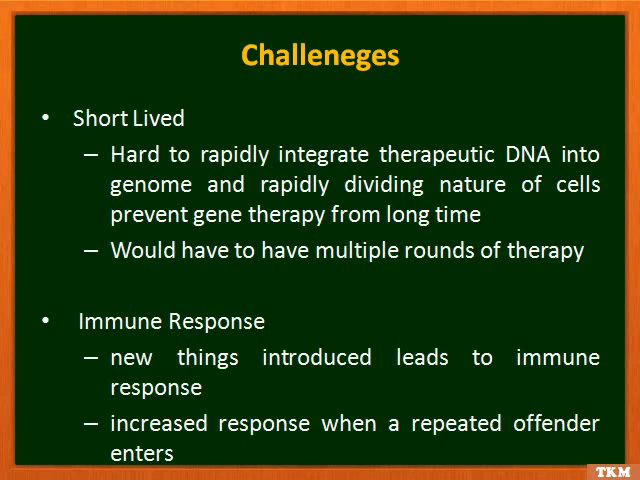 Challeneges
• Short Lived
– Hard to rapidly integrate therapeutic DNA into
genome and rapidly dividing nature of cells
prevent gene therapy from long time
– Would have to have multiple rounds of therapy
• Immune Response
– new things introduced leads to immune
response
– increased response when a repeated offender
enters
TKM